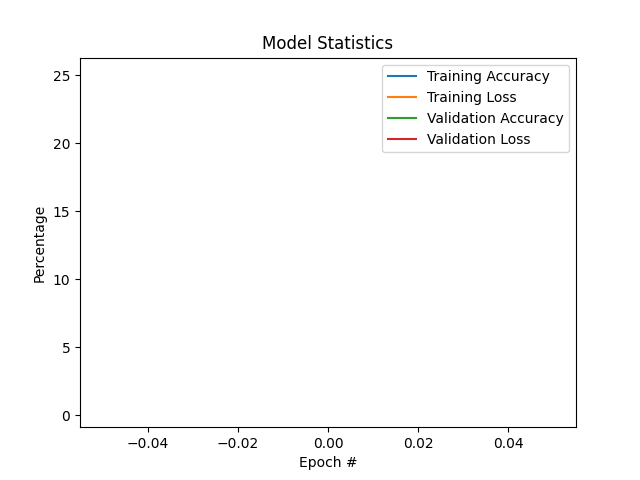 Model Statistics
25
20
15
10
5
0
Percentage
Training Accuracy
Training Loss
Validation Accuracy
Validation Loss
−0.04 −0.02 0.00 0.02 0.04
Epoch #